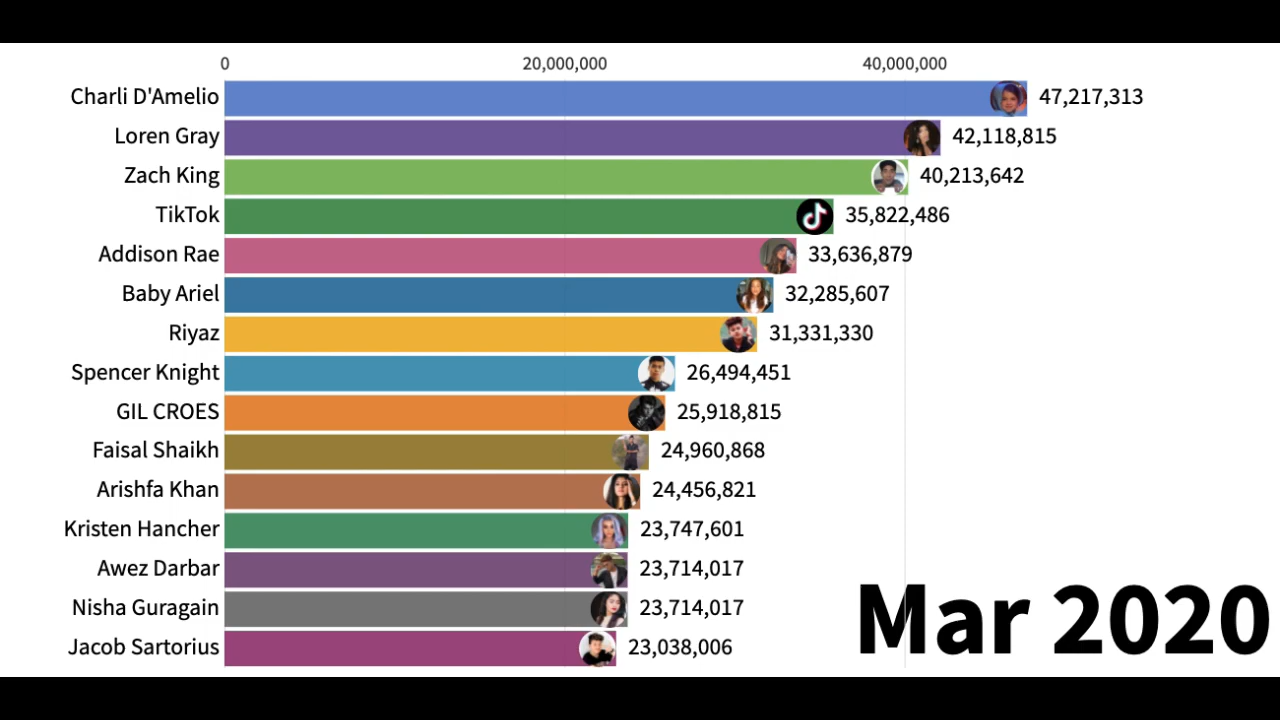 0 20,000,000 40,000,000
Charli D'Amelio 47,217,313
Loren Gray 42,118,815
Zach King 40,213,642
TikTok 35,822,486
Addison Rae 33,636,879
Baby Ariel 32,285,607
Riyaz 31,331,330
Spencer Knight 26,494,451
GIL CROES 25,918,815
Faisal Shaikh 24,960,868
Arishfa Khan 24,456,821
Kristen Hancher 23,747,601
Awez Darbar 23,714,017
Nisha Guragain 23,714,017
Jacob Sartorius 23,038,006
Mar 2020